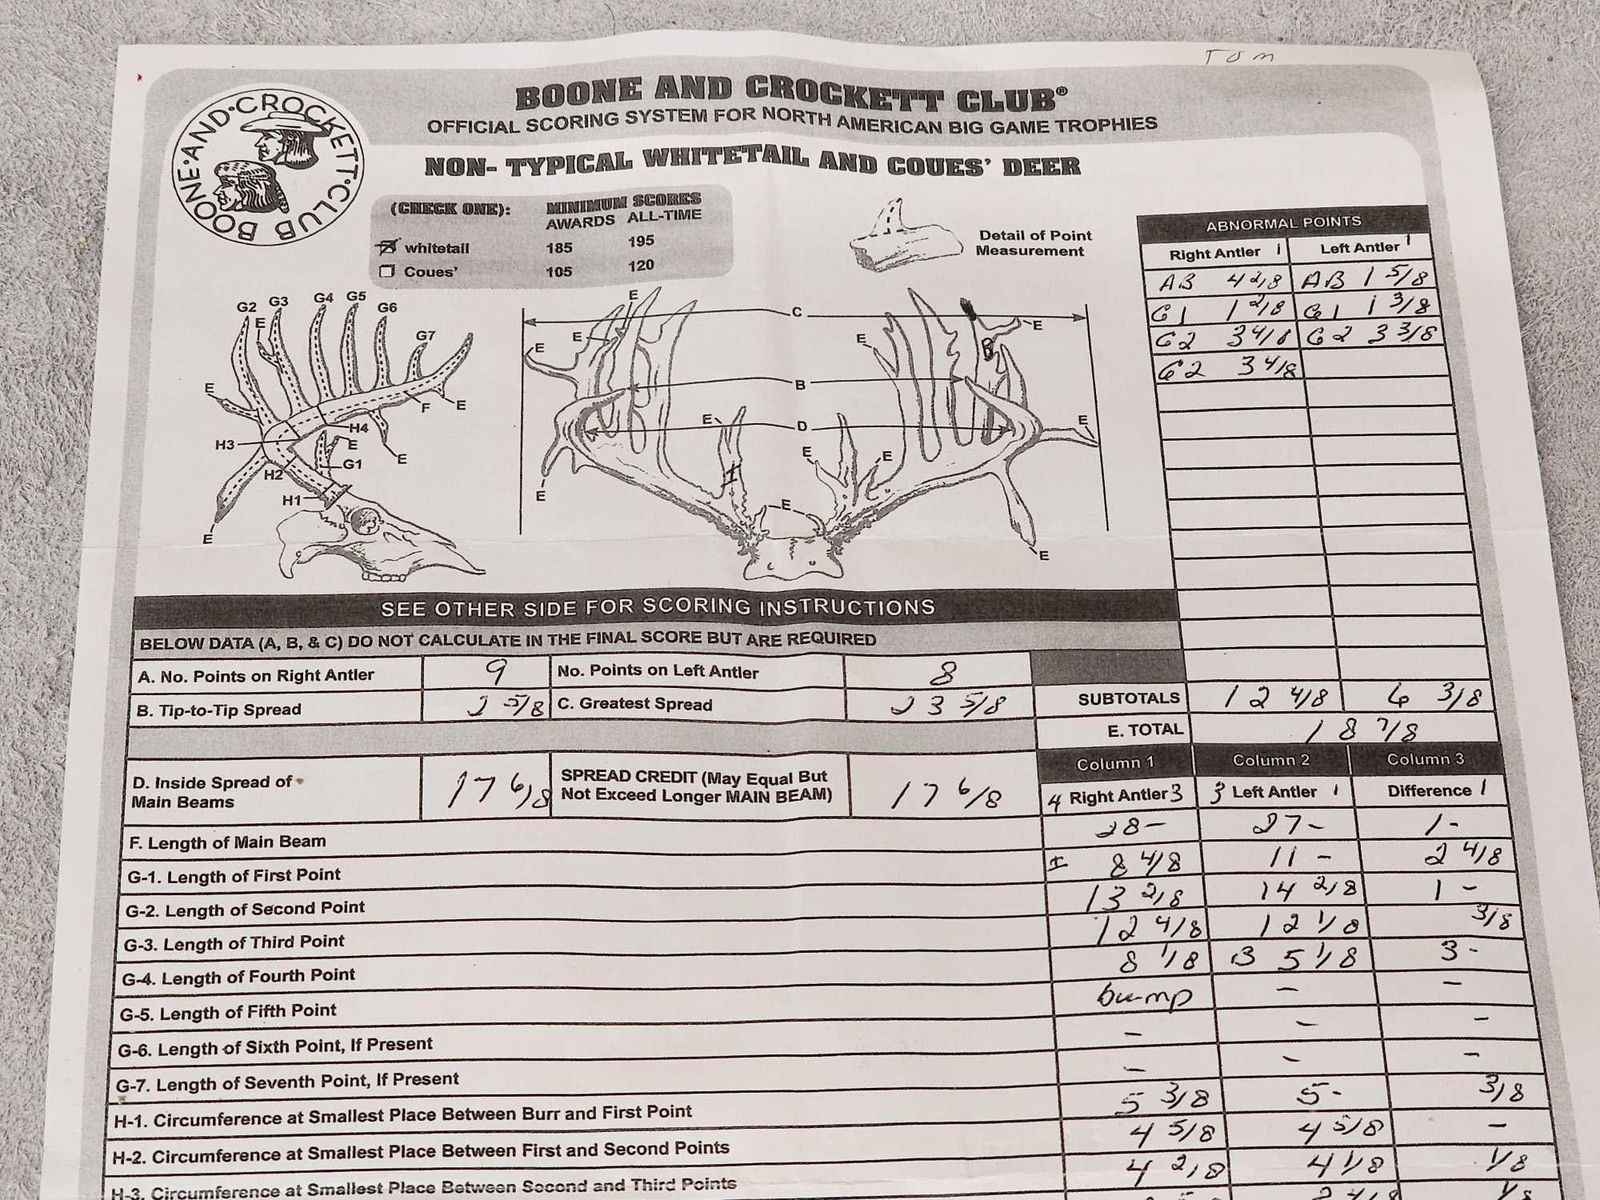 Tom
BOONE AND CROCKETT CLUB®
OFFICIAL SCORING SYSTEM FOR NORTH AMERICAN BIG GAME TROPHIES
BOONE·AND·CROCKETT·CLUB
NON- TYPICAL WHITETAIL AND COUES' DEER
(CHECK ONE): MINIMUM SCORES
AWARDS ALL-TIME
whitetail 185 195
Coues' 105 120
Detail of Point
Measurement
ABNORMAL POINTS
Right Antler 1 Left Antler 1
AB 4 2/8 AB 1 5/8
G1 1 2/8 G1 1 3/8
G2 3 4/8 G2 3 3/8
G2 3 4/8
G2 G3 G4 G5 G6 G7
E E E E E E
H3 H4 H2 H1 G1 F
C
B
D
E E E E E E E E E E E E
SEE OTHER SIDE FOR SCORING INSTRUCTIONS
BELOW DATA (A, B, & C) DO NOT CALCULATE IN THE FINAL SCORE BUT ARE REQUIRED
A. No. Points on Right Antler 9 No. Points on Left Antler 8
B. Tip-to-Tip Spread 2 5/8 C. Greatest Spread 23 5/8
SUBTOTALS 12 4/8 6 3/8
E. TOTAL 18 7/8
D. Inside Spread of Main Beams 17 6/8 SPREAD CREDIT (May Equal But Not Exceed Longer MAIN BEAM) 17 6/8
Column 1 Column 2 Column 3
4 Right Antler 3 3 Left Antler 1 Difference 1
F. Length of Main Beam 28- 27- 1-
G-1. Length of First Point I 8 4/8 11 - 2 4/8
G-2. Length of Second Point 13 2/8 14 2/8 1 -
G-3. Length of Third Point 12 4/8 12 1/8 3/8
G-4. Length of Fourth Point 8 1/8 3 5 1/8 3-
G-5. Length of Fifth Point bump - -
G-6. Length of Sixth Point, If Present - - -
G-7. Length of Seventh Point, If Present - - -
H-1. Circumference at Smallest Place Between Burr and First Point 5 3/8 5- 3/8
H-2. Circumference at Smallest Place Between First and Second Points 4 5/8 4 5/8 -
H-3. Circumference at Smallest Place Between Second and Third Points 4 2/8 4 1/8 1/8